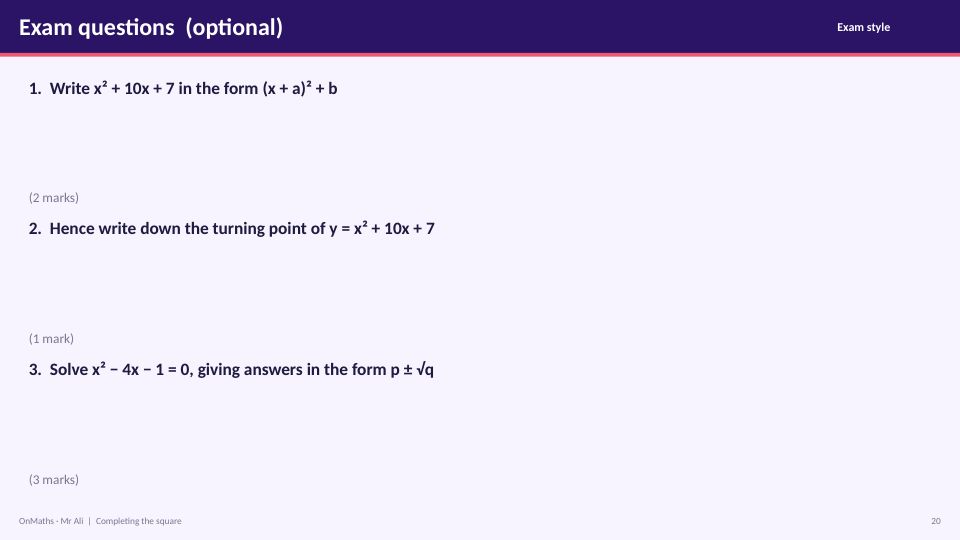 Exam questions  (optional)
Exam style
1.  Write x² + 10x + 7 in the form (x + a)² + b
(2 marks)
2.  Hence write down the turning point of y = x² + 10x + 7
(1 mark)
3.  Solve x² − 4x − 1 = 0, giving answers in the form p ± √q
(3 marks)
OnMaths - Mr Ali  |  Completing the square
20